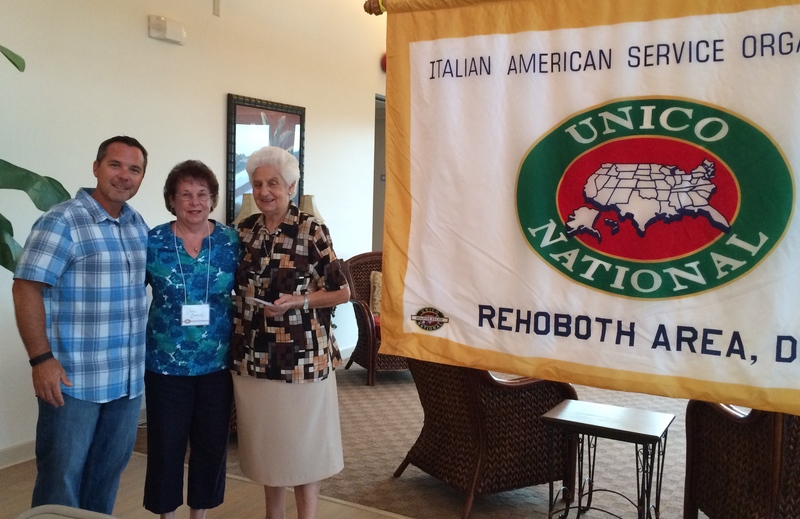 ITALIAN AMERICAN SERVICE ORGA
UNICO
NATIONAL
REHOBOTH AREA, D